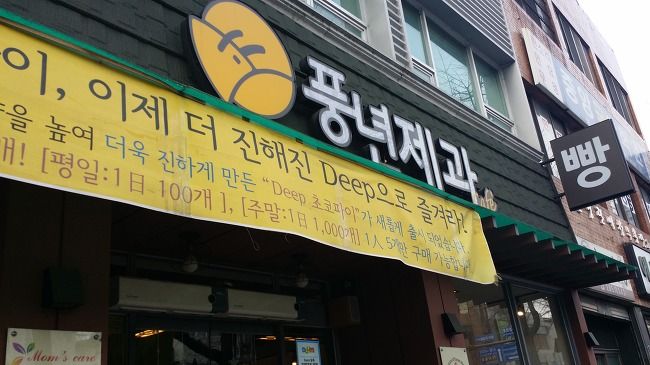 풍년제과
빵
이, 이제 더 진해진 Deep으로 즐겨라!
을 높여 더욱 진하게 만든 "Deep 초코파이"가 새롭게 출시 되었습니다.
개! [평일:1日 100개], [주말:1日 1,000개] 1人 5개만 구매 가능합니다
Mom's care